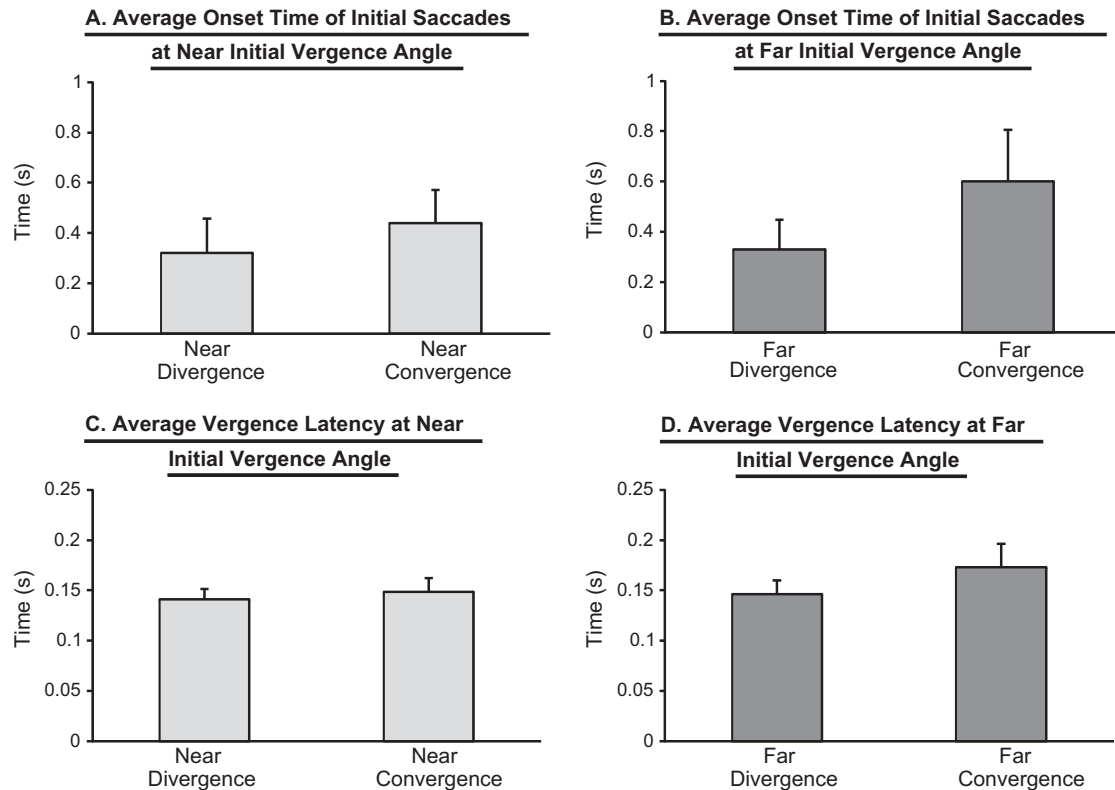 A. Average Onset Time of Initial Saccades
at Near Initial Vergence Angle
1
0.8
0.6
0.4
0.2
0
Time (s)
Near
Divergence
Near
Convergence
B. Average Onset Time of Initial Saccades
at Far Initial Vergence Angle
1
0.8
0.6
0.4
0.2
0
Time (s)
Far
Divergence
Far
Convergence
C. Average Vergence Latency at Near
Initial Vergence Angle
0.25
0.2
0.15
0.1
0.05
0
Time (s)
Near
Divergence
Near
Convergence
D. Average Vergence Latency at Far
Initial Vergence Angle
0.25
0.2
0.15
0.1
0.05
0
Time (s)
Far
Divergence
Far
Convergence